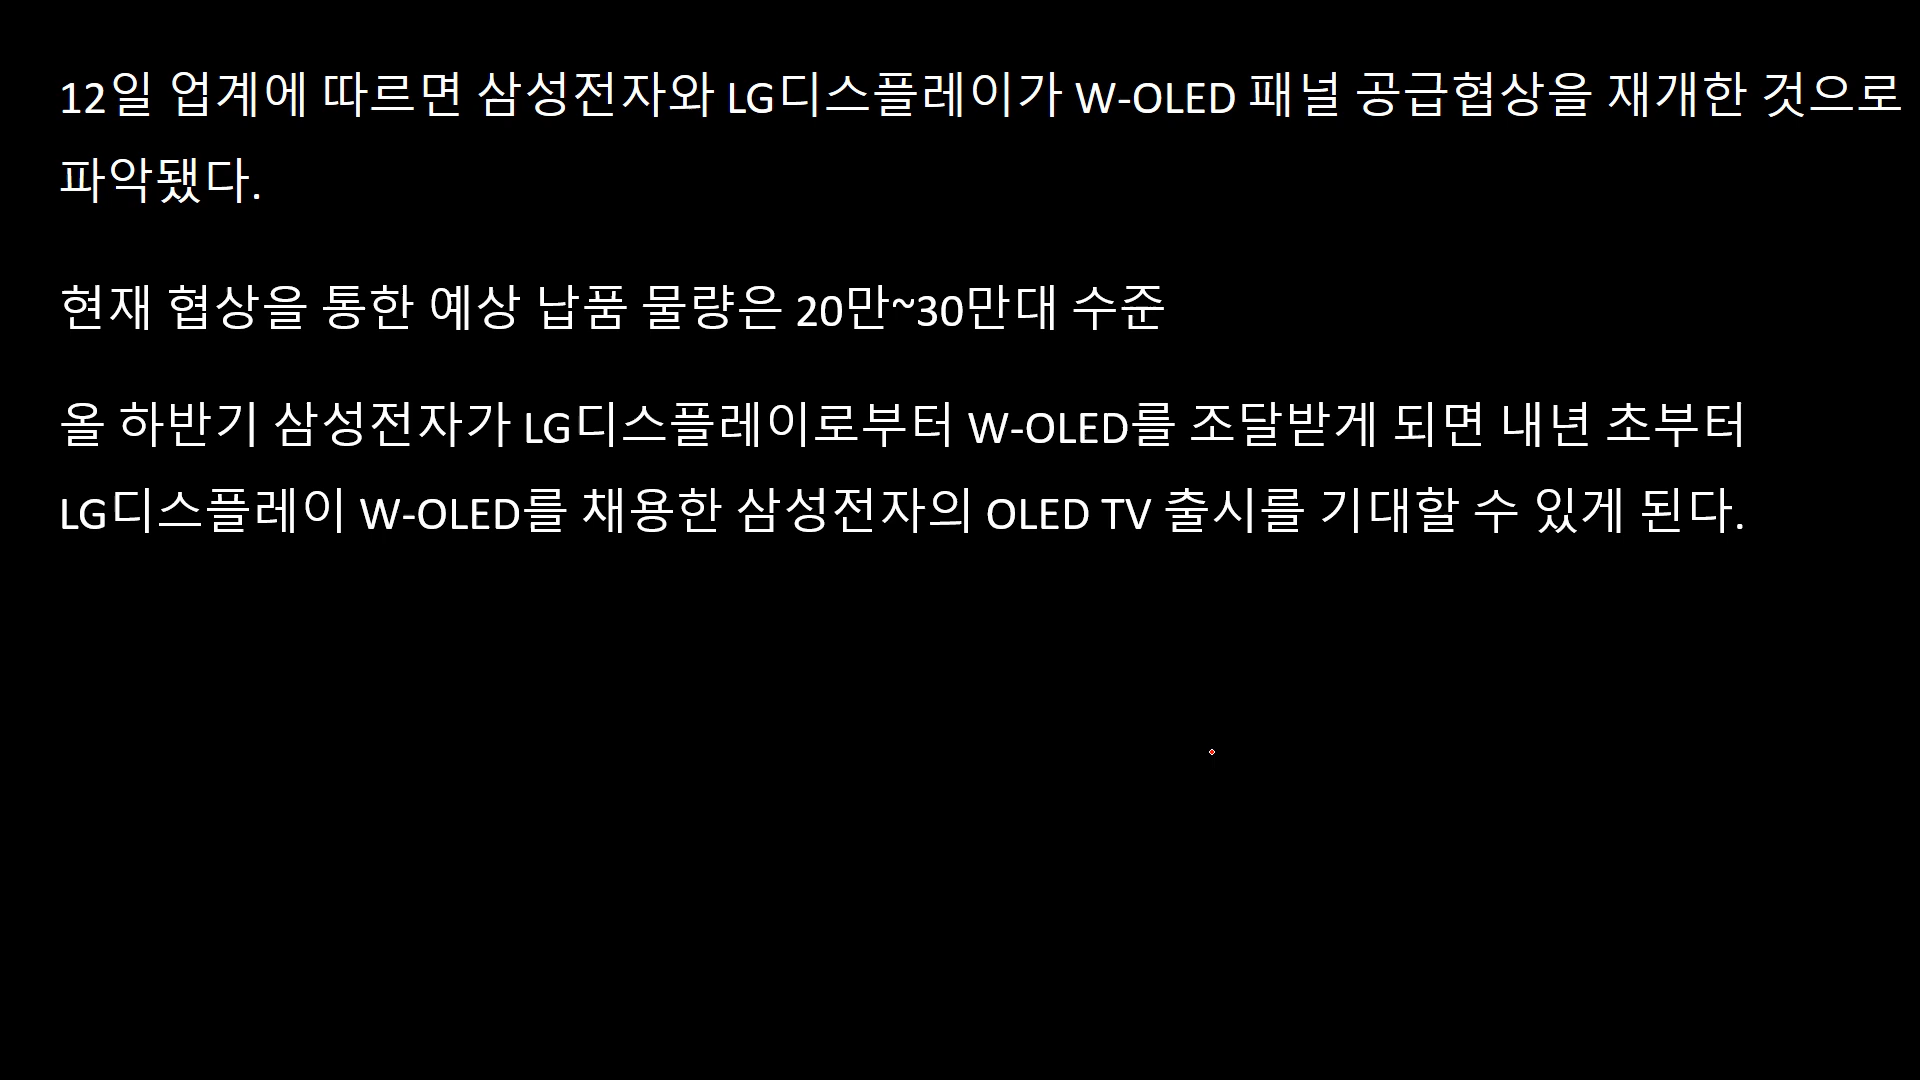 12일 업계에 따르면 삼성전자와 LG디스플레이가 W-OLED 패널 공급협상을 재개한 것으로
파악됐다.
현재 협상을 통한 예상 납품 물량은 20만~30만대 수준
올 하반기 삼성전자가 LG디스플레이로부터 W-OLED를 조달받게 되면 내년 초부터
LG디스플레이 W-OLED를 채용한 삼성전자의 OLED TV 출시를 기대할 수 있게 된다.